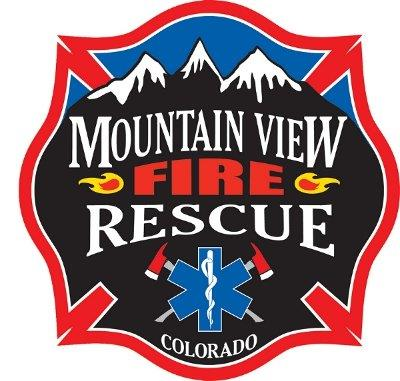 MOUNTAIN VIEW
FIRE
RESCUE
COLORADO